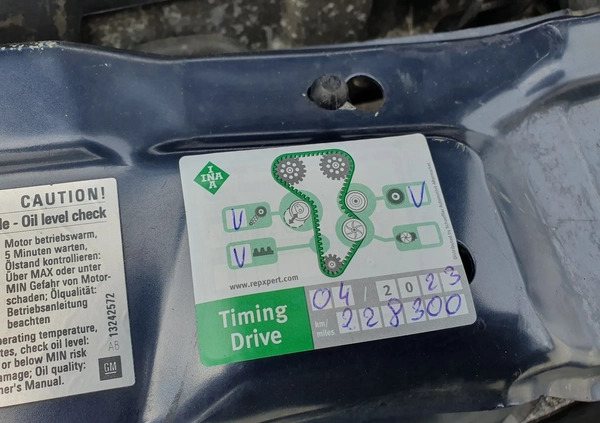 CAUTION!
le - Oil level check
Motor betriebswarm,
5 Minuten warten,
Ölstand kontrollieren:
Über MAX oder unter
MIN Gefahr von Motor-
schaden; Ölqualität:
Betriebsanleitung
beachten
erating temperature,
tes, check oil level:
or below MIN risk
amage; Oil quality:
ner's Manual.
AB 13242572
GM
INA
V
V
V
www.repxpert.com
Timing
Drive
04 / 2023
km/
miles
228300